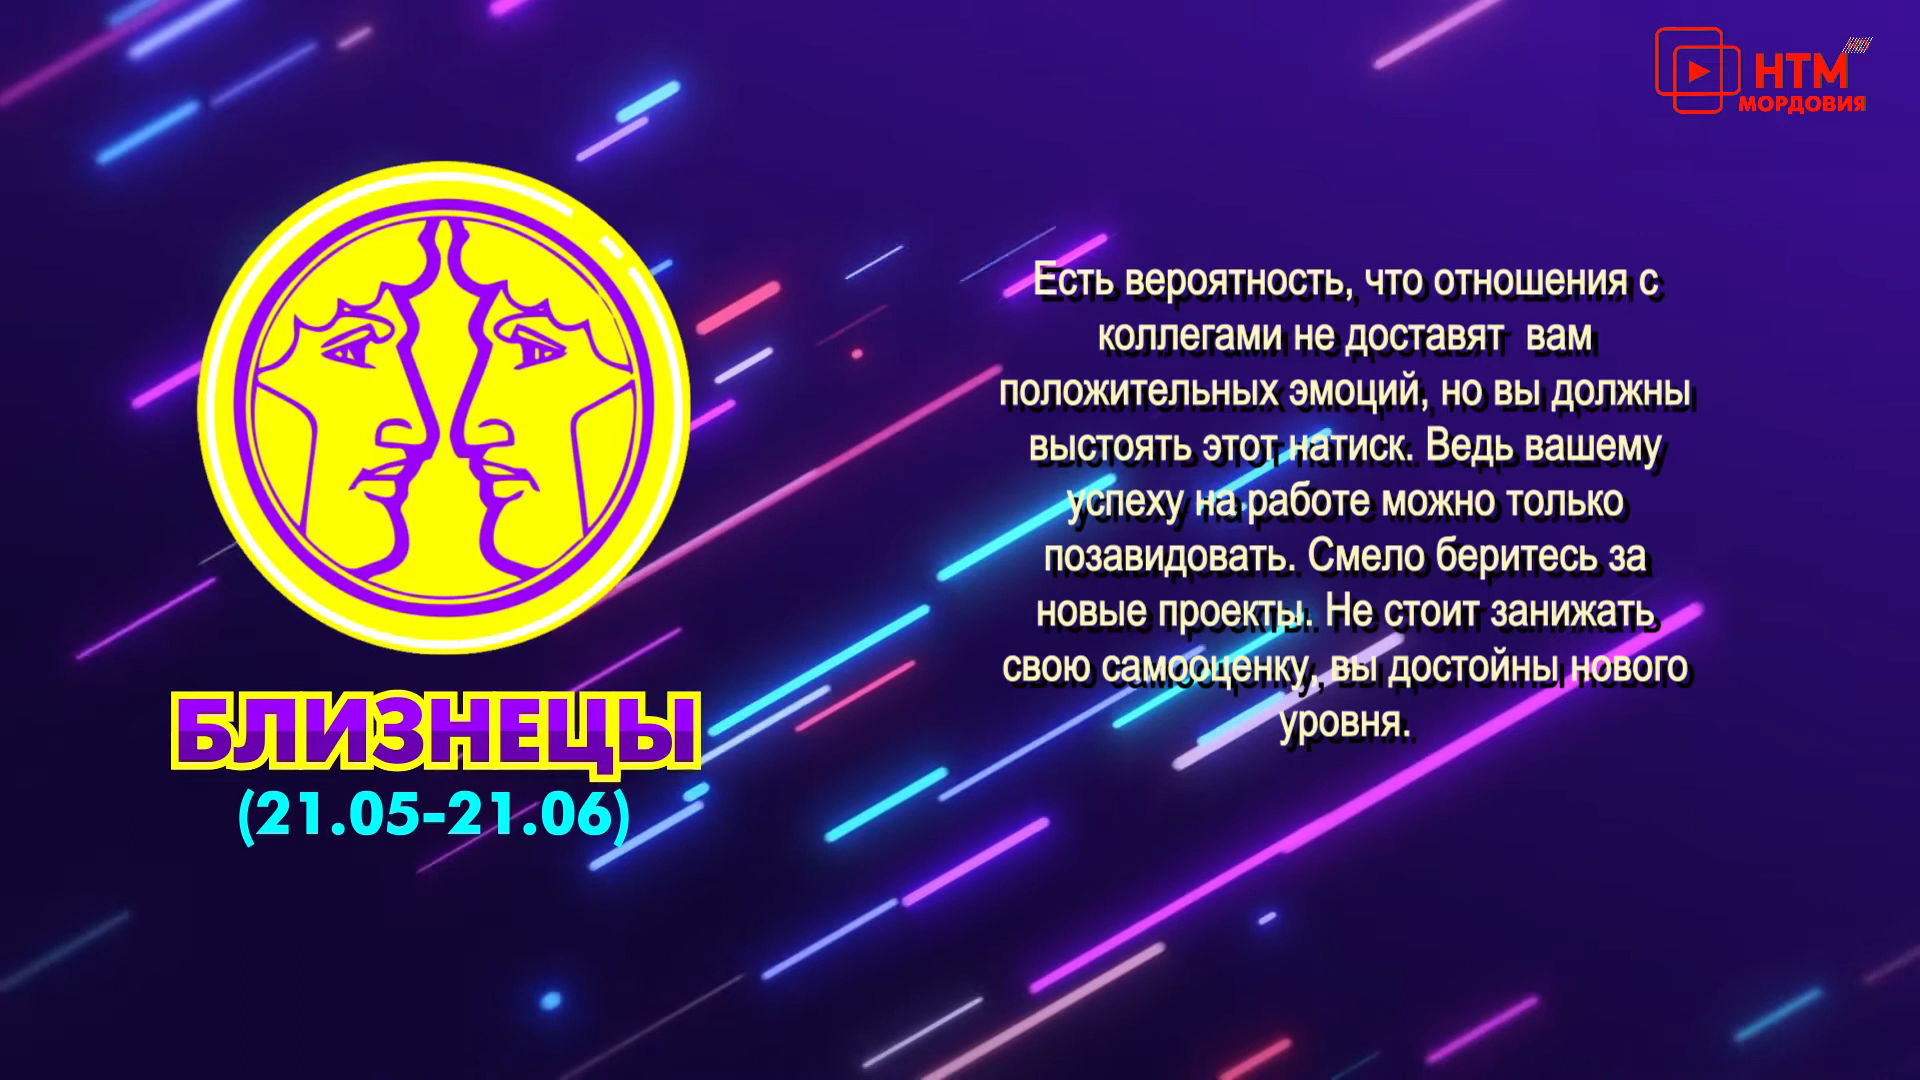 НТМ HD
МОРДОВИЯ
Есть вероятность, что отношения с
коллегами не доставят  вам
положительных эмоций, но вы должны
выстоять этот натиск. Ведь вашему
успеху на работе можно только
позавидовать. Смело беритесь за
новые проекты. Не стоит занижать
свою самооценку, вы достойны нового
уровня.
БЛИЗНЕЦЫ
(21.05-21.06)